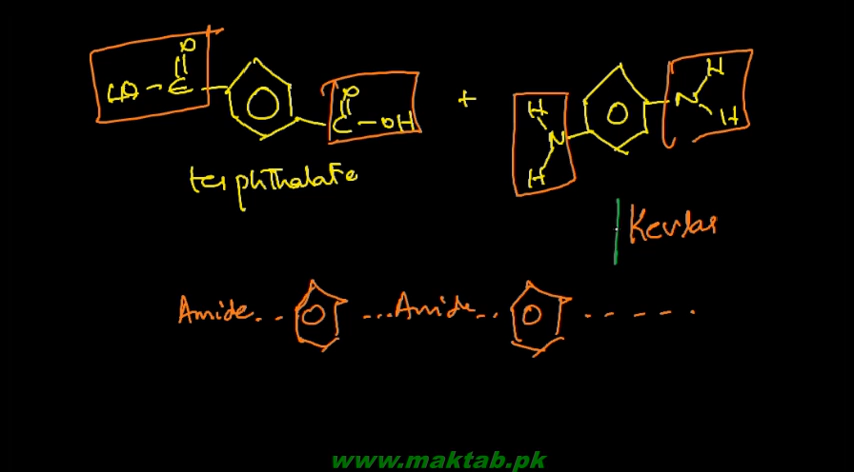 O
HO-C
O
C-OH
+
H
N
H
N
H
H
terphthalate
Kevlar
Amide.. ...Amide.. -----.
www.maktab.pk